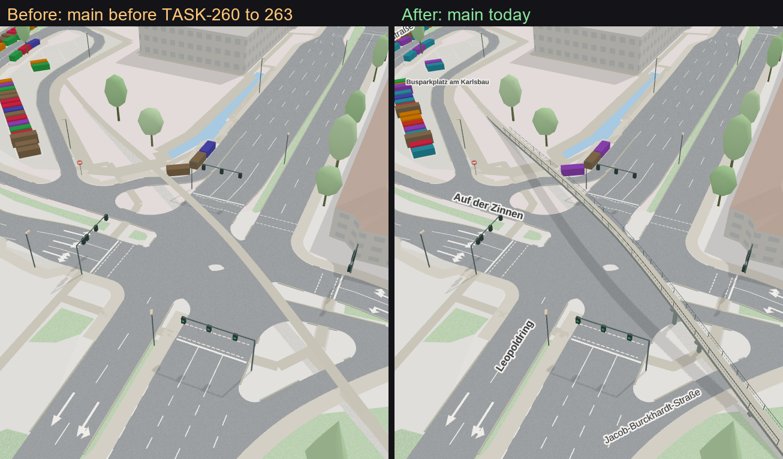 Before: main before TASK-260 to 263
After: main today
straße
Busparkplatz am Karlsbau
Auf der Zinnen
Leopoldring
Jacob-Burckhardt-Straße